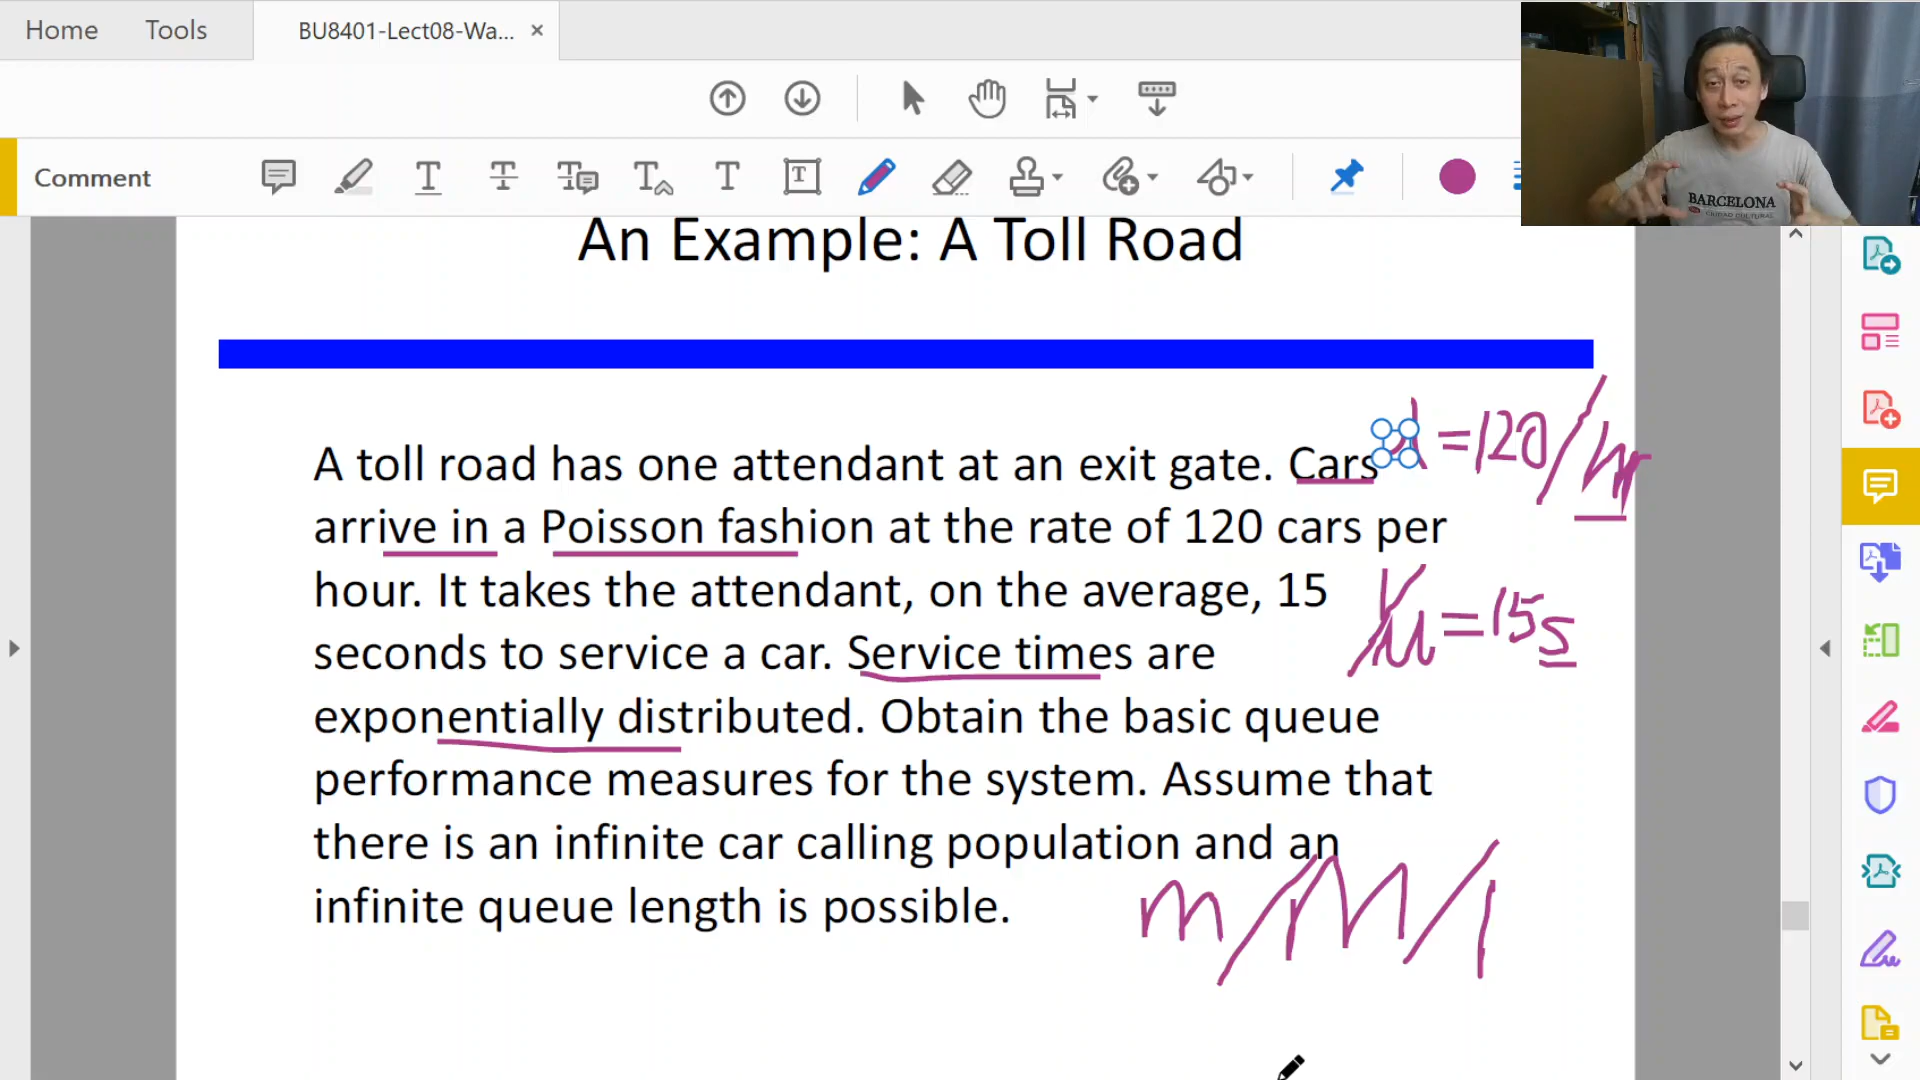 Home Tools BU8401-Lect08-Wa... ×
Comment
BARCELONA
CIUDAD CULTURAL
An Example: A Toll Road
A toll road has one attendant at an exit gate. Cars
arrive in a Poisson fashion at the rate of 120 cars per
hour. It takes the attendant, on the average, 15
seconds to service a car. Service times are
exponentially distributed. Obtain the basic queue
performance measures for the system. Assume that
there is an infinite car calling population and an
infinite queue length is possible.
λ =120/hr
1/μ =15s
M/M/1